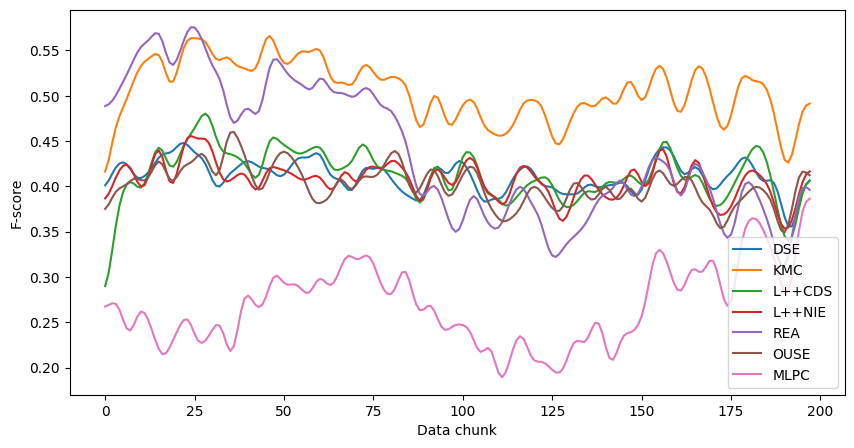 F-score
0.55
0.50
0.45
0.40
0.35
0.30
0.25
0.20
0
25
50
75
100
125
150
175
200
Data chunk
DSE
KMC
L++CDS
L++NIE
REA
OUSE
MLPC